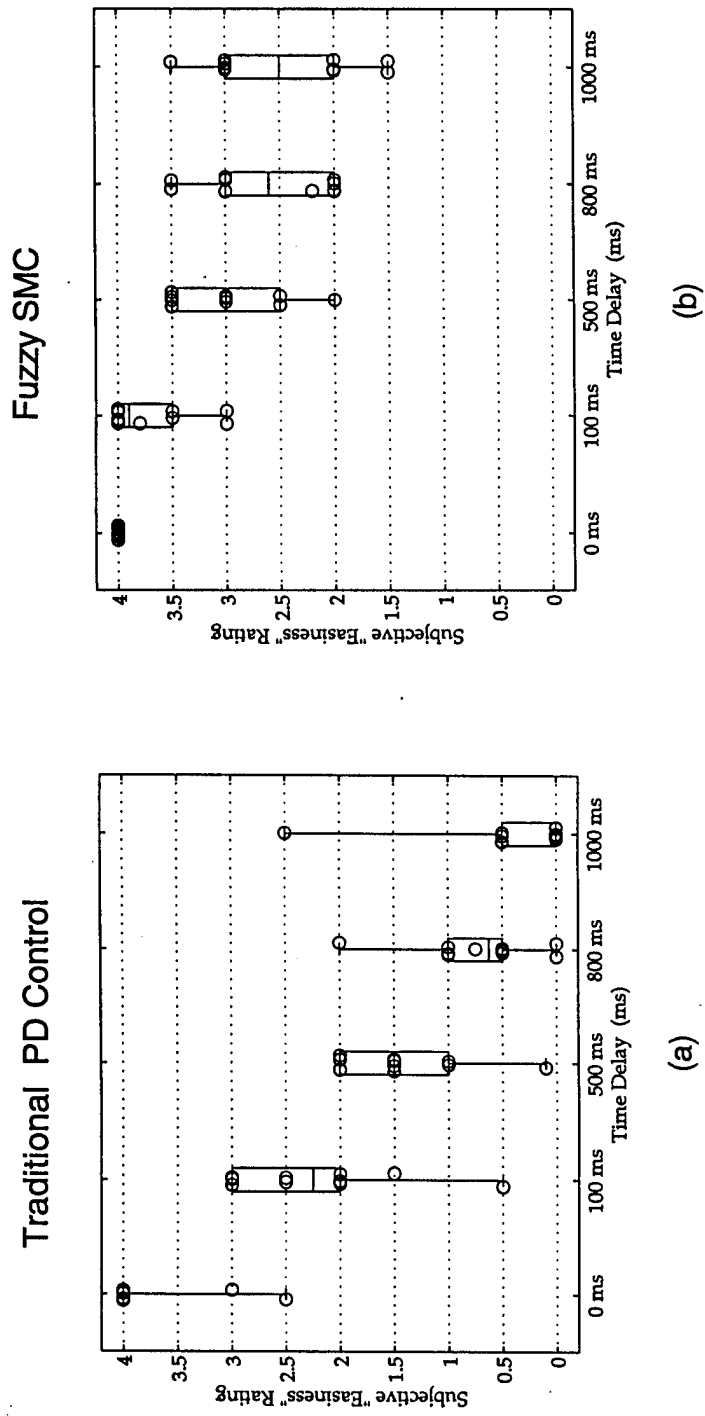 Traditional PD Control
Subjective "Easiness" Rating
4
3.5
3
2.5
2
1.5
1
0.5
0
0 ms
100 ms
500 ms
800 ms
1000 ms
Time Delay (ms)
(a)
Fuzzy SMC
Subjective "Easiness" Rating
4
3.5
3
2.5
2
1.5
1
0.5
0
0 ms
100 ms
500 ms
800 ms
1000 ms
Time Delay (ms)
(b)